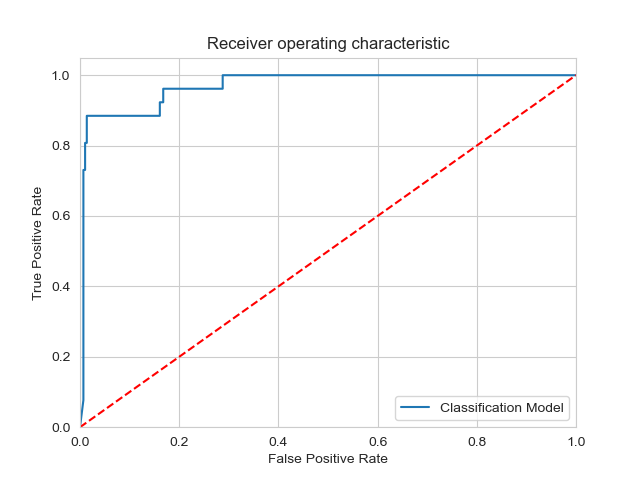 Receiver operating characteristic
1.0
0.8
0.6
0.4
0.2
0.0
True Positive Rate
Classification Model
0.0 0.2 0.4 0.6 0.8 1.0
False Positive Rate